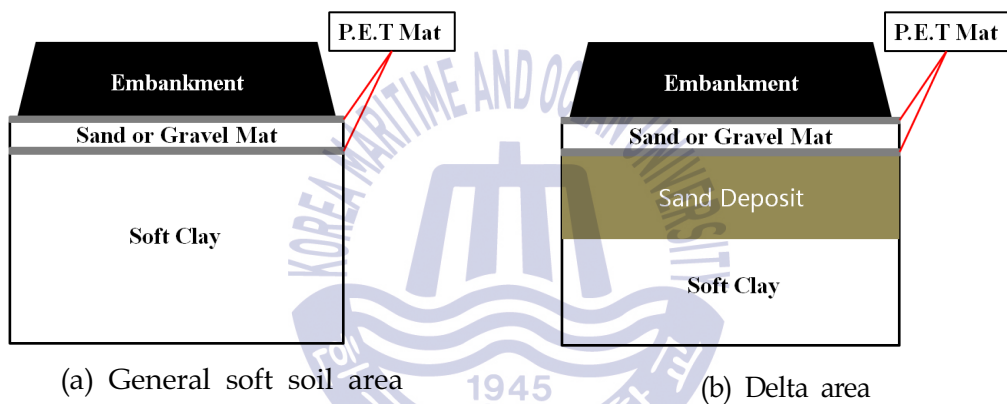 P.E.T Mat
Embankment
Sand or Gravel Mat
Soft Clay
(a) General soft soil area
P.E.T Mat
Embankment
Sand or Gravel Mat
Sand Deposit
Soft Clay
(b) Delta area
KOREA MARITIME AND OCEAN UNIVERSITY
1945